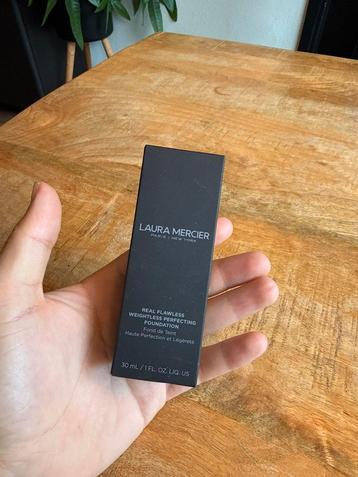 LAURA MERCIER
PARIS | NEW YORK
REAL FLAWLESS
WEIGHTLESS PERFECTING
FOUNDATION
Fond de Teint
Haute Perfection et Légèreté
30 mL / 1 FL. OZ. LIQ. US